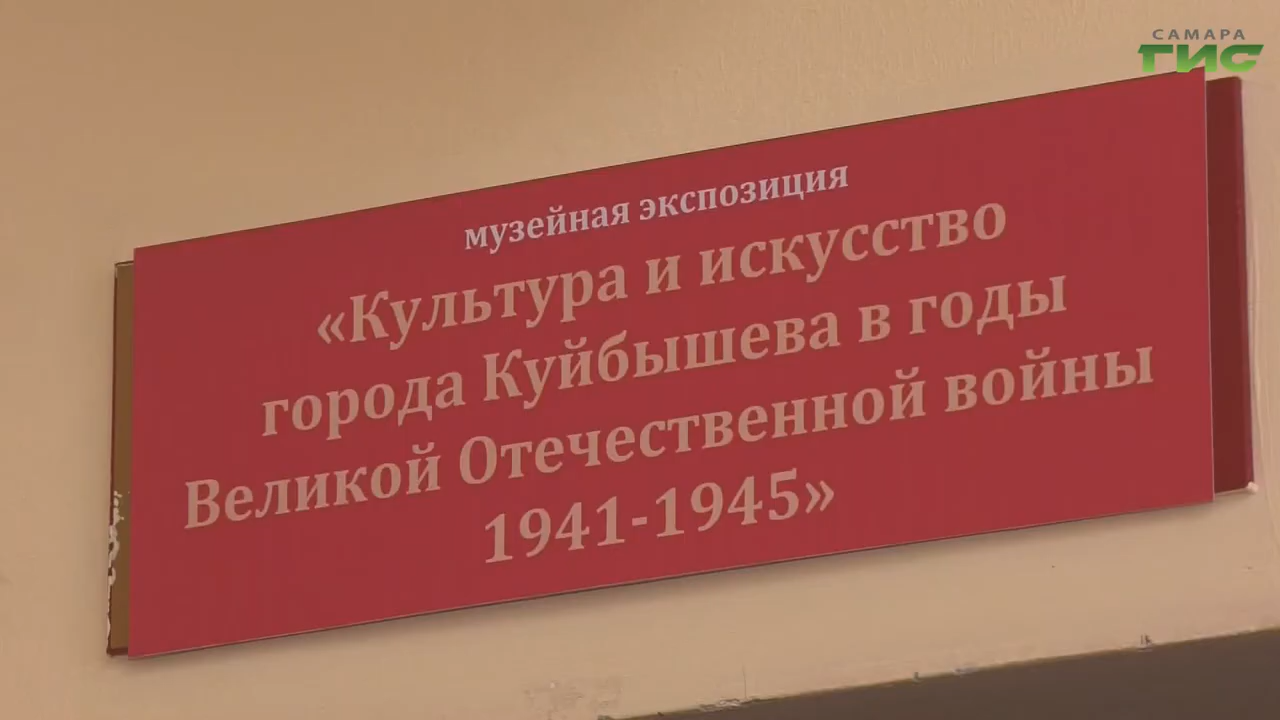 САМАРА
ГИС
музейная экспозиция
«Культура и искусство
города Куйбышева в годы
Великой Отечественной войны
1941-1945»